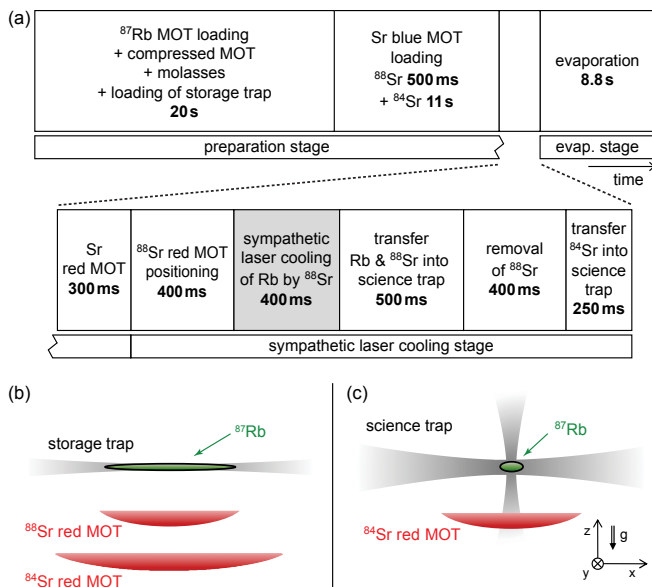 (a)
⁸⁷Rb MOT loading
+ compressed MOT
+ molasses
+ loading of storage trap
20 s
Sr blue MOT
loading
⁸⁸Sr 500 ms
+ ⁸⁴Sr 11 s
evaporation
8.8 s
preparation stage
evap. stage
time
Sr
red MOT
300 ms
⁸⁸Sr red MOT
positioning
400 ms
sympathetic
laser cooling
of Rb by ⁸⁸Sr
400 ms
transfer
Rb & ⁸⁸Sr into
science trap
500 ms
removal
of ⁸⁸Sr
400 ms
transfer
⁸⁴Sr into
science
trap
250 ms
sympathetic laser cooling stage
(b)
⁸⁷Rb
storage trap
⁸⁸Sr red MOT
⁸⁴Sr red MOT
(c)
⁸⁷Rb
science trap
⁸⁴Sr red MOT
z
g
y
x